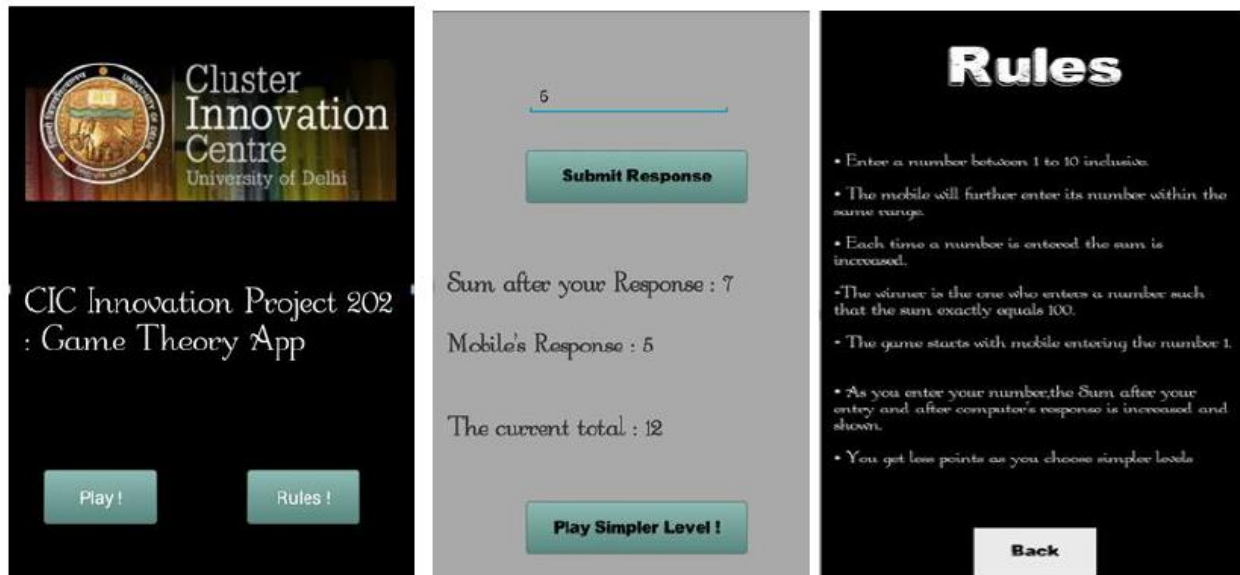 Cluster
Innovation
Centre
University of Delhi
CIC Innovation Project 202
: Game Theory App
Play !
Rules !
6
Submit Response
Sum after your Response : 7
Mobile's Response : 5
The current total : 12
Play Simpler Level !
Rules
• Enter a number between 1 to 10 inclusive.
• The mobile will further enter its number within the
same range.
• Each time a number is entered the sum is
increased.
•The winner is the one who enters a number such
that the sum exactly equals 100.
• The game starts with mobile entering the number 1.
• As you enter your number,the Sum after your
entry and after computer's response is increased and
shown.
• You get less points as you choose simpler levels
Back